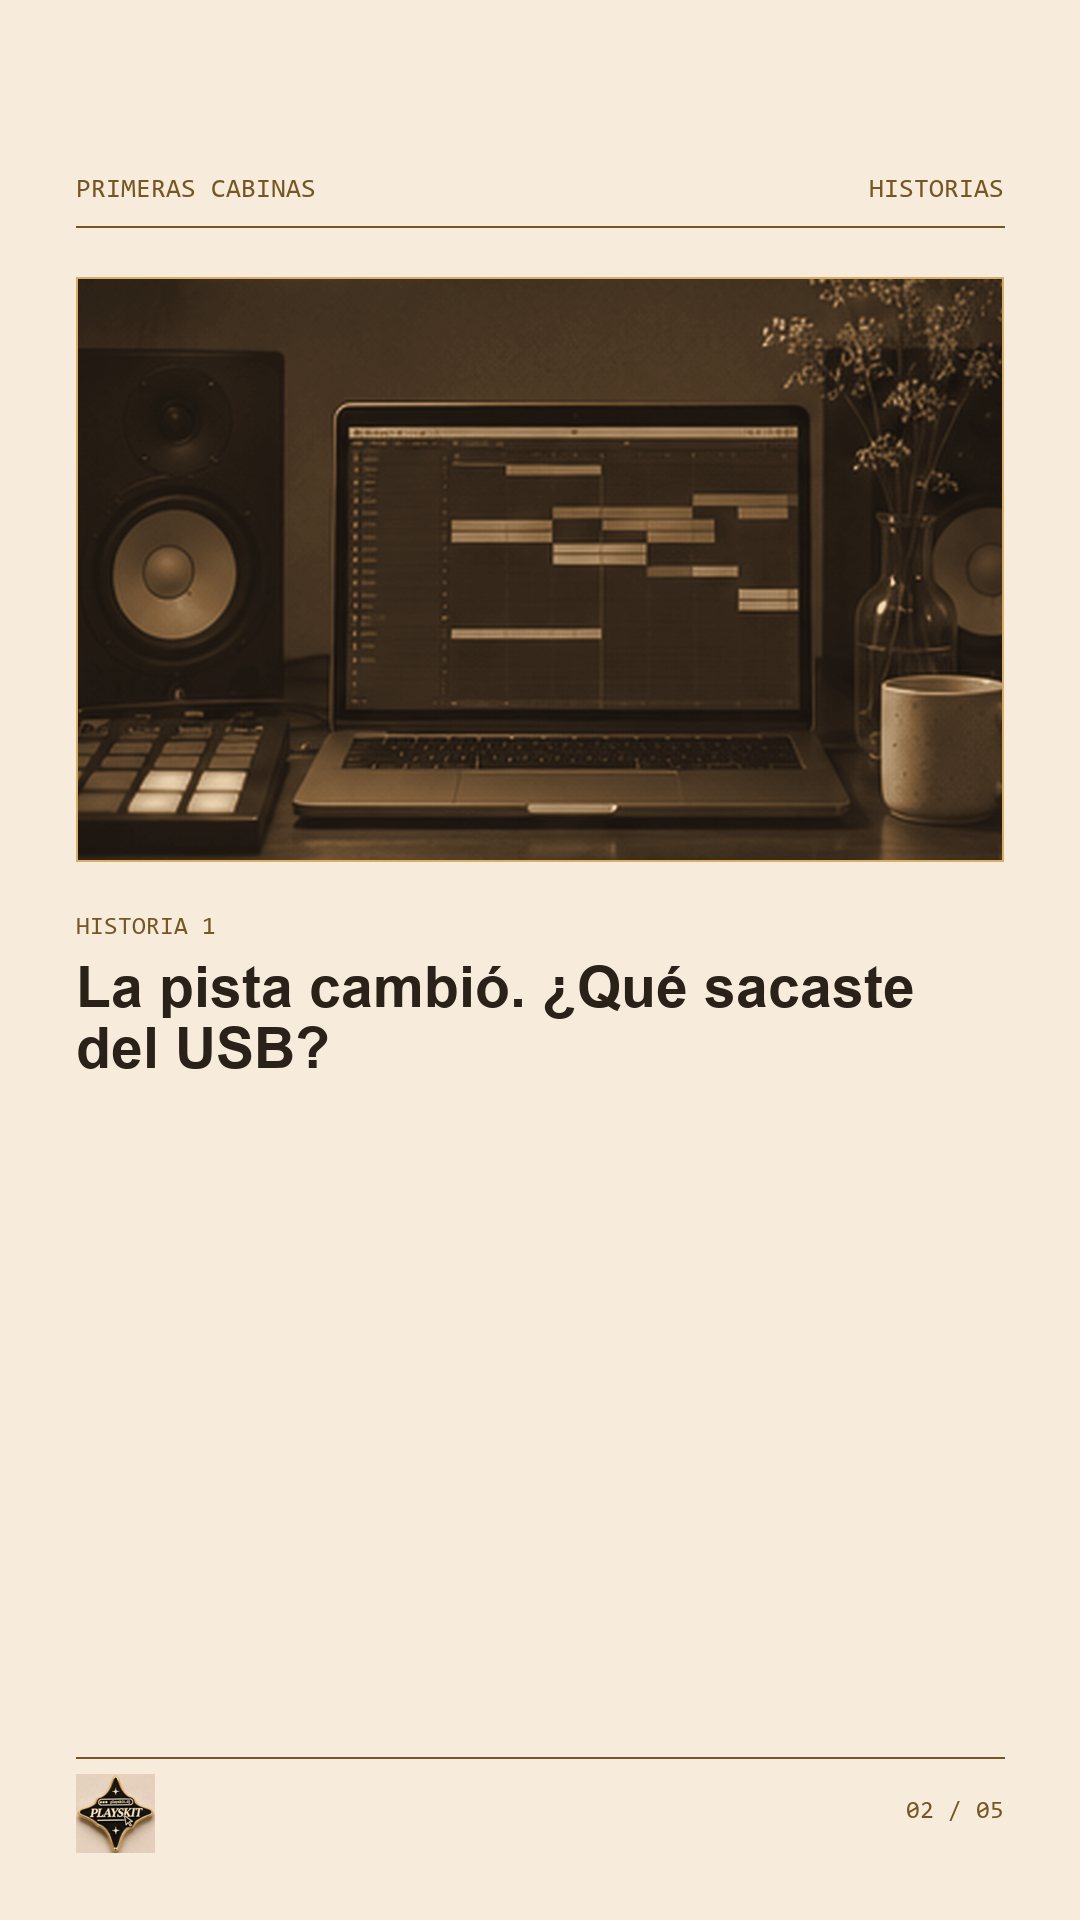 PRIMERAS CABINAS
HISTORIAS
HISTORIA 1
La pista cambió. ¿Qué sacaste
del USB?
PLAYSKIT
02 / 05